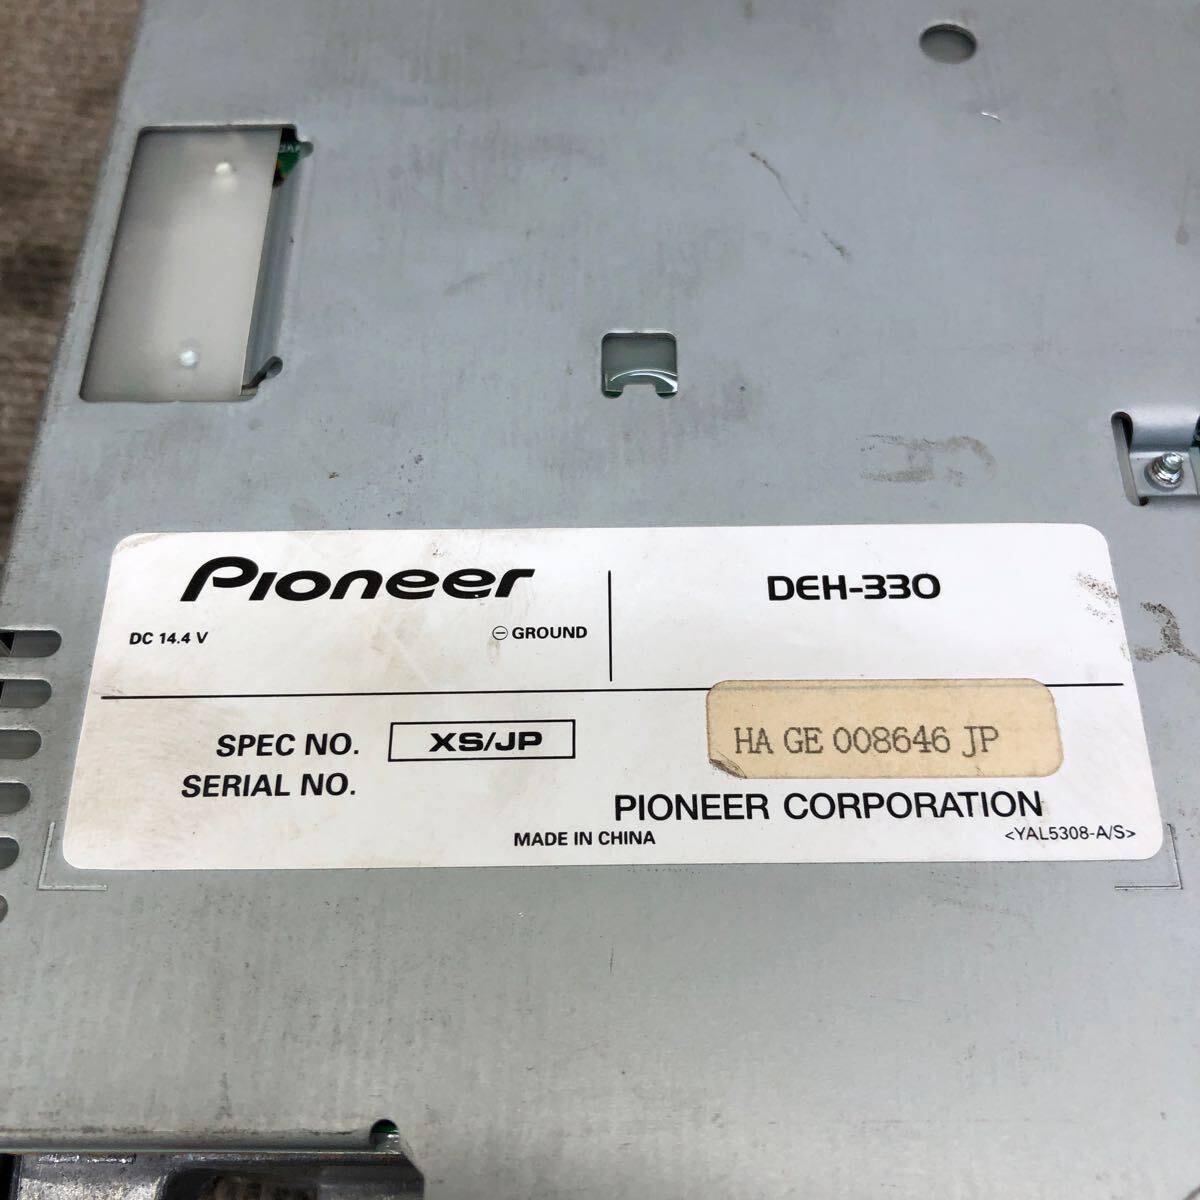 Pioneer
DEH-330
DC 14.4 V
⊖ GROUND
SPEC NO. XS/JP
HA GE 008646 JP
SERIAL NO.
PIONEER CORPORATION
MADE IN CHINA
<YAL5308-A/S>